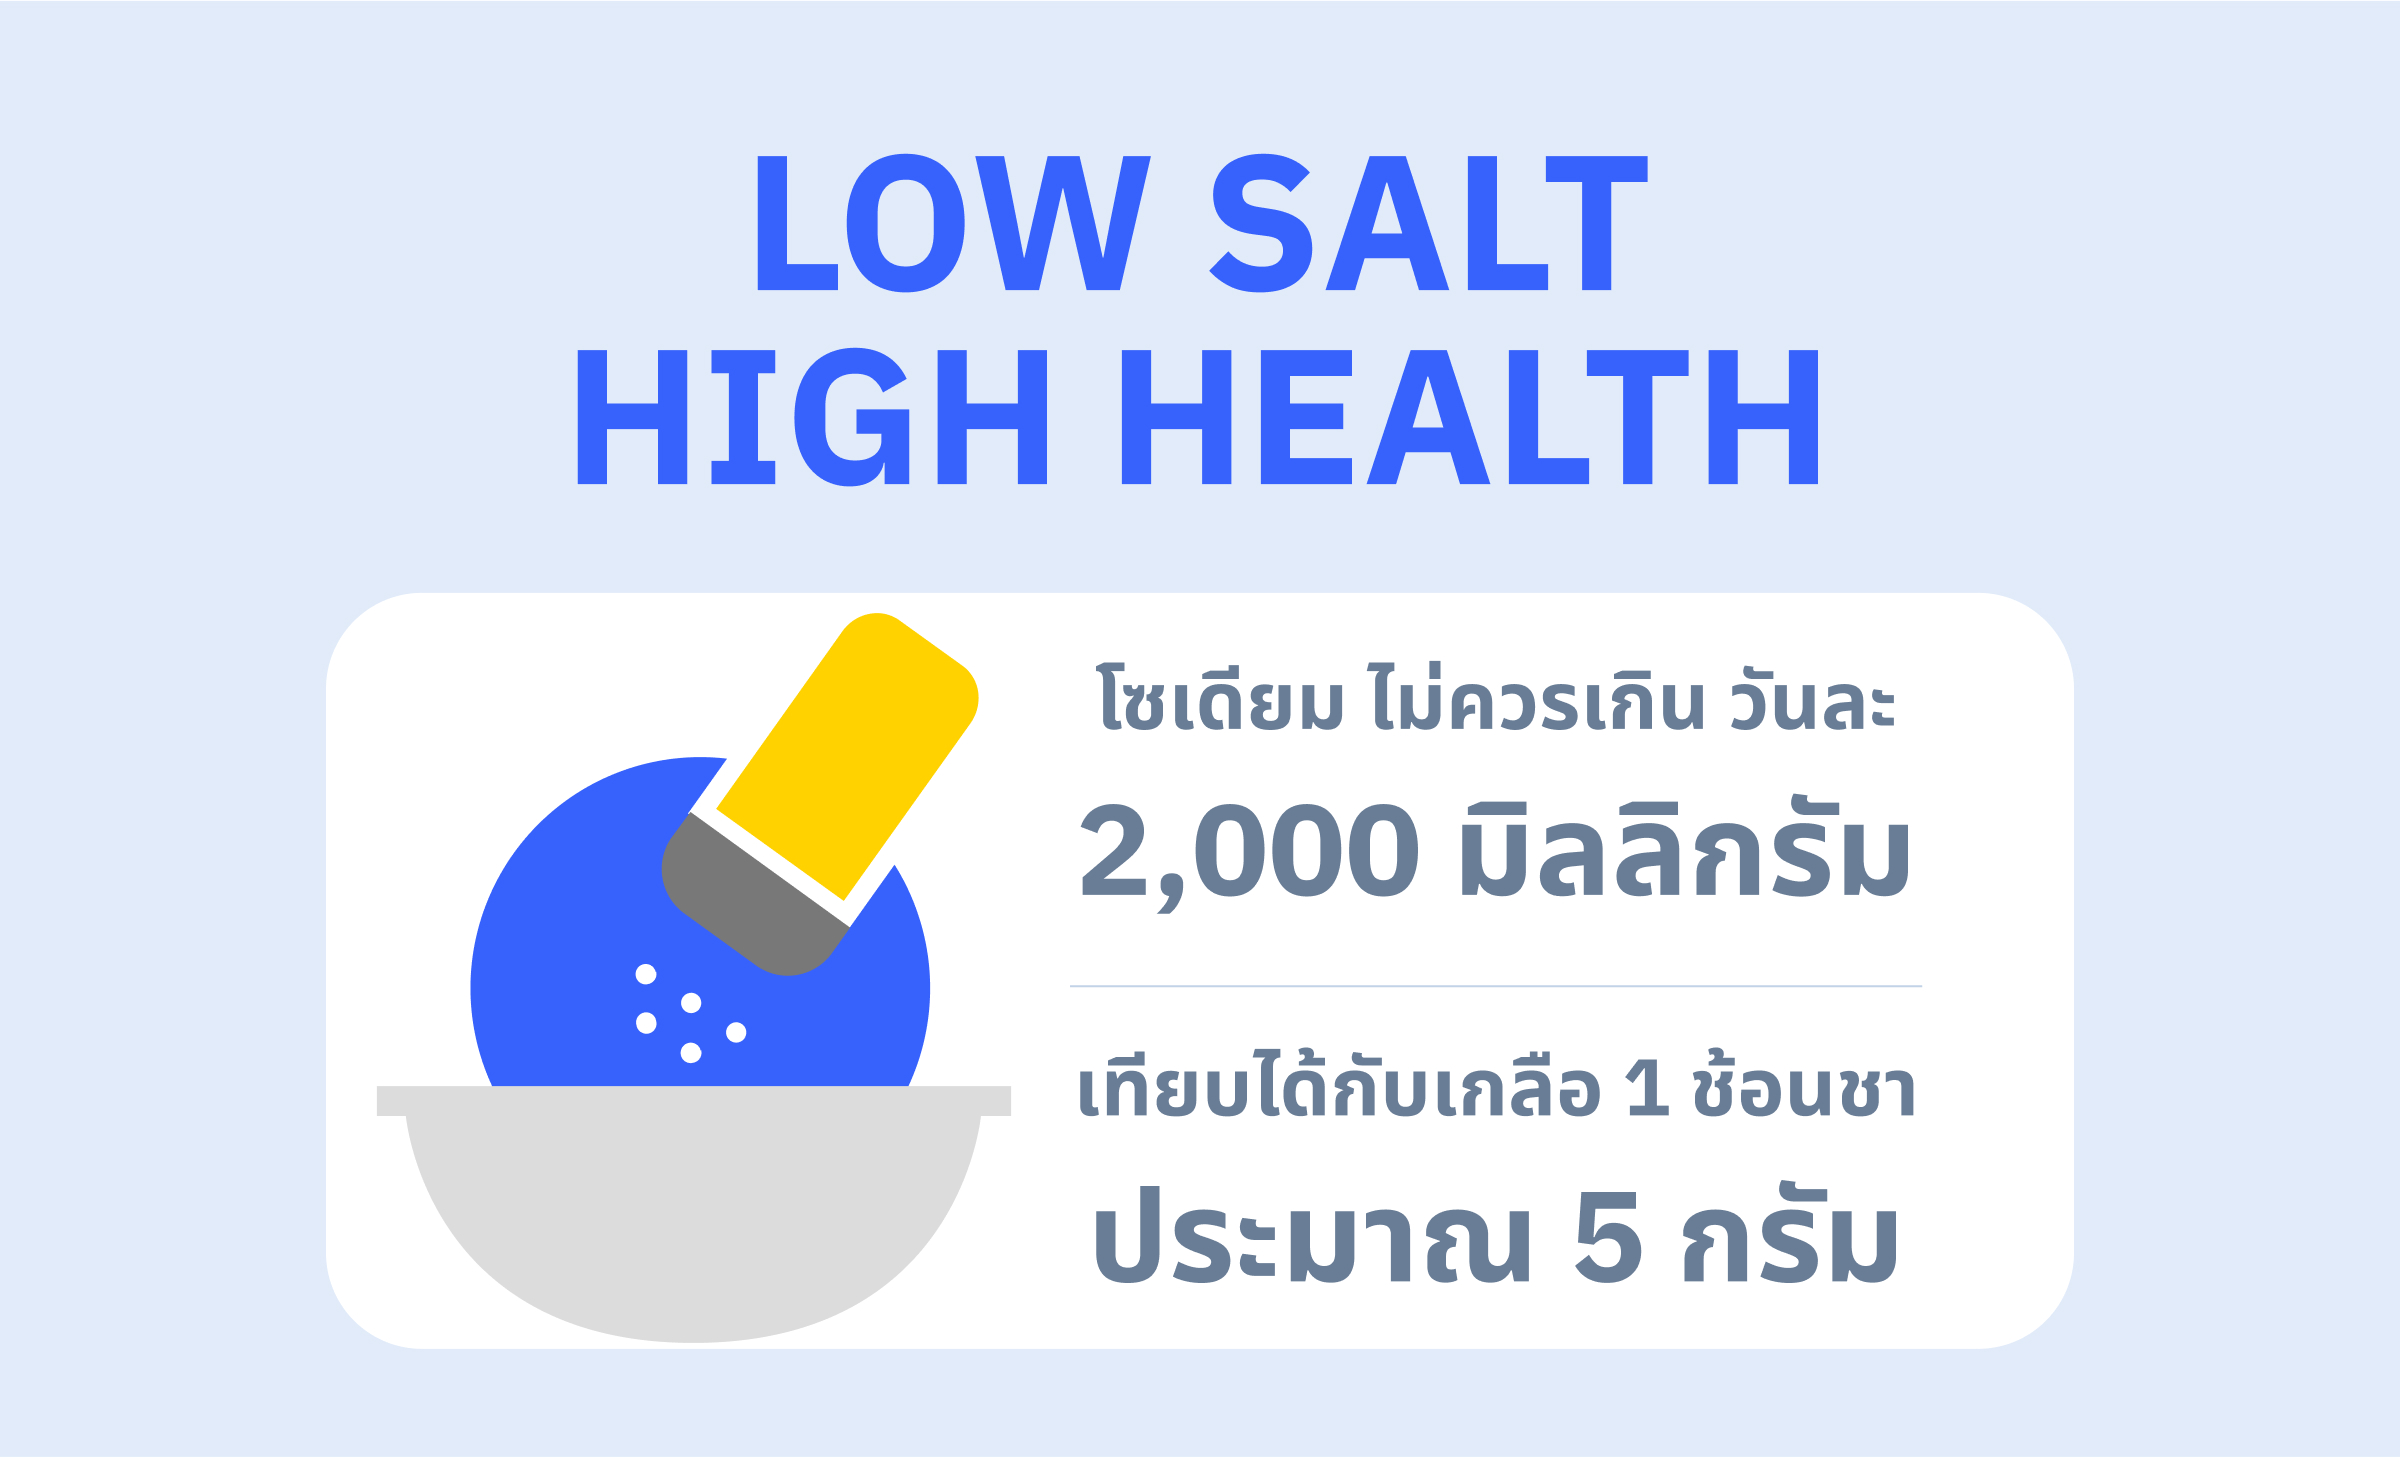 LOW SALT
HIGH HEALTH
โซเดียม ไม่ควรเกิน วันละ
2,000 มิลลิกรัม
เทียบได้กับเกลือ 1 ช้อนชา
ประมาณ 5 กรัม